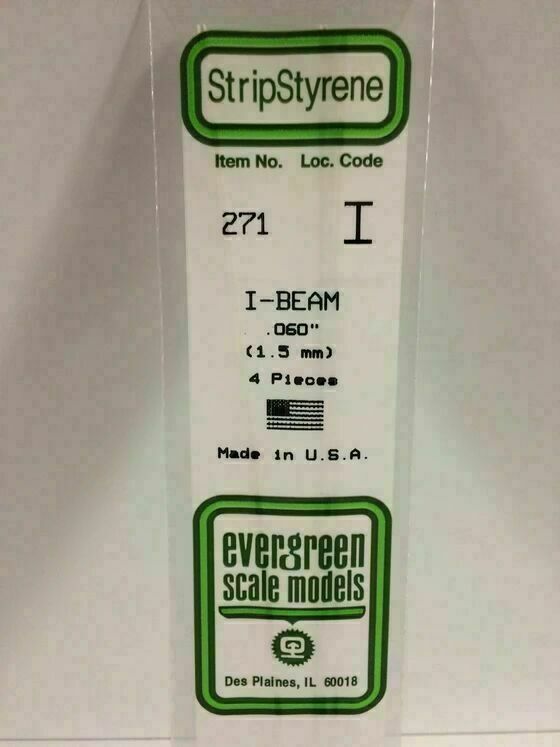 StripStyrene
Item No. Loc. Code
271 I
I-BEAM
.060"
(1.5 mm)
4 Pieces
Made in U.S.A.
evergreen
scale models
Des Plaines, IL 60018